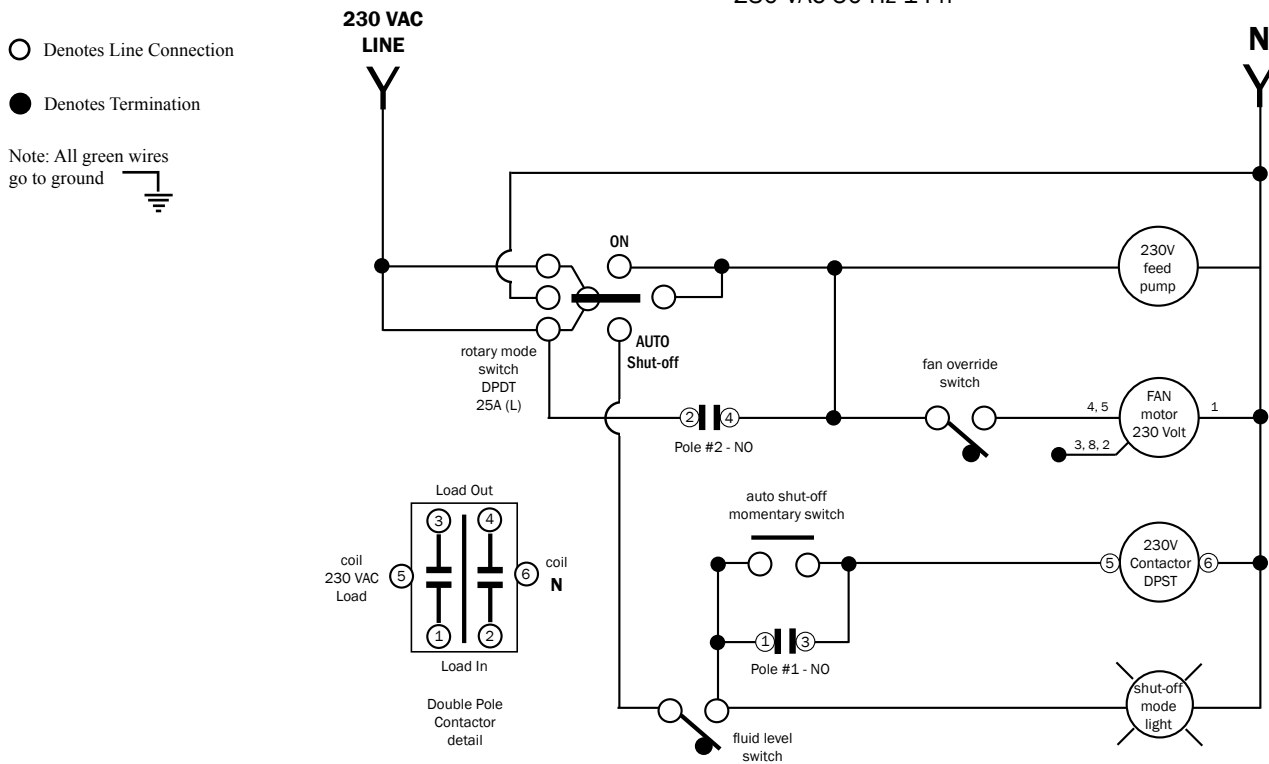 230 VAC 50 Hz 1 Ph
230 VAC
LINE
N
Denotes Line Connection
Denotes Termination
Note: All green wires
go to ground
ON
230V
feed
pump
AUTO
Shut-off
rotary mode
switch
DPDT
25A (L)
fan override
switch
2
4
Pole #2 - NO
4, 5
FAN
motor
230 Volt
1
3, 8, 2
Load Out
3
4
coil
230 VAC
Load
5
6
coil
N
1
2
Load In
Double Pole
Contactor
detail
auto shut-off
momentary switch
5
230V
Contactor
DPST
6
1
3
Pole #1 - NO
shut-off
mode
light
fluid level
switch